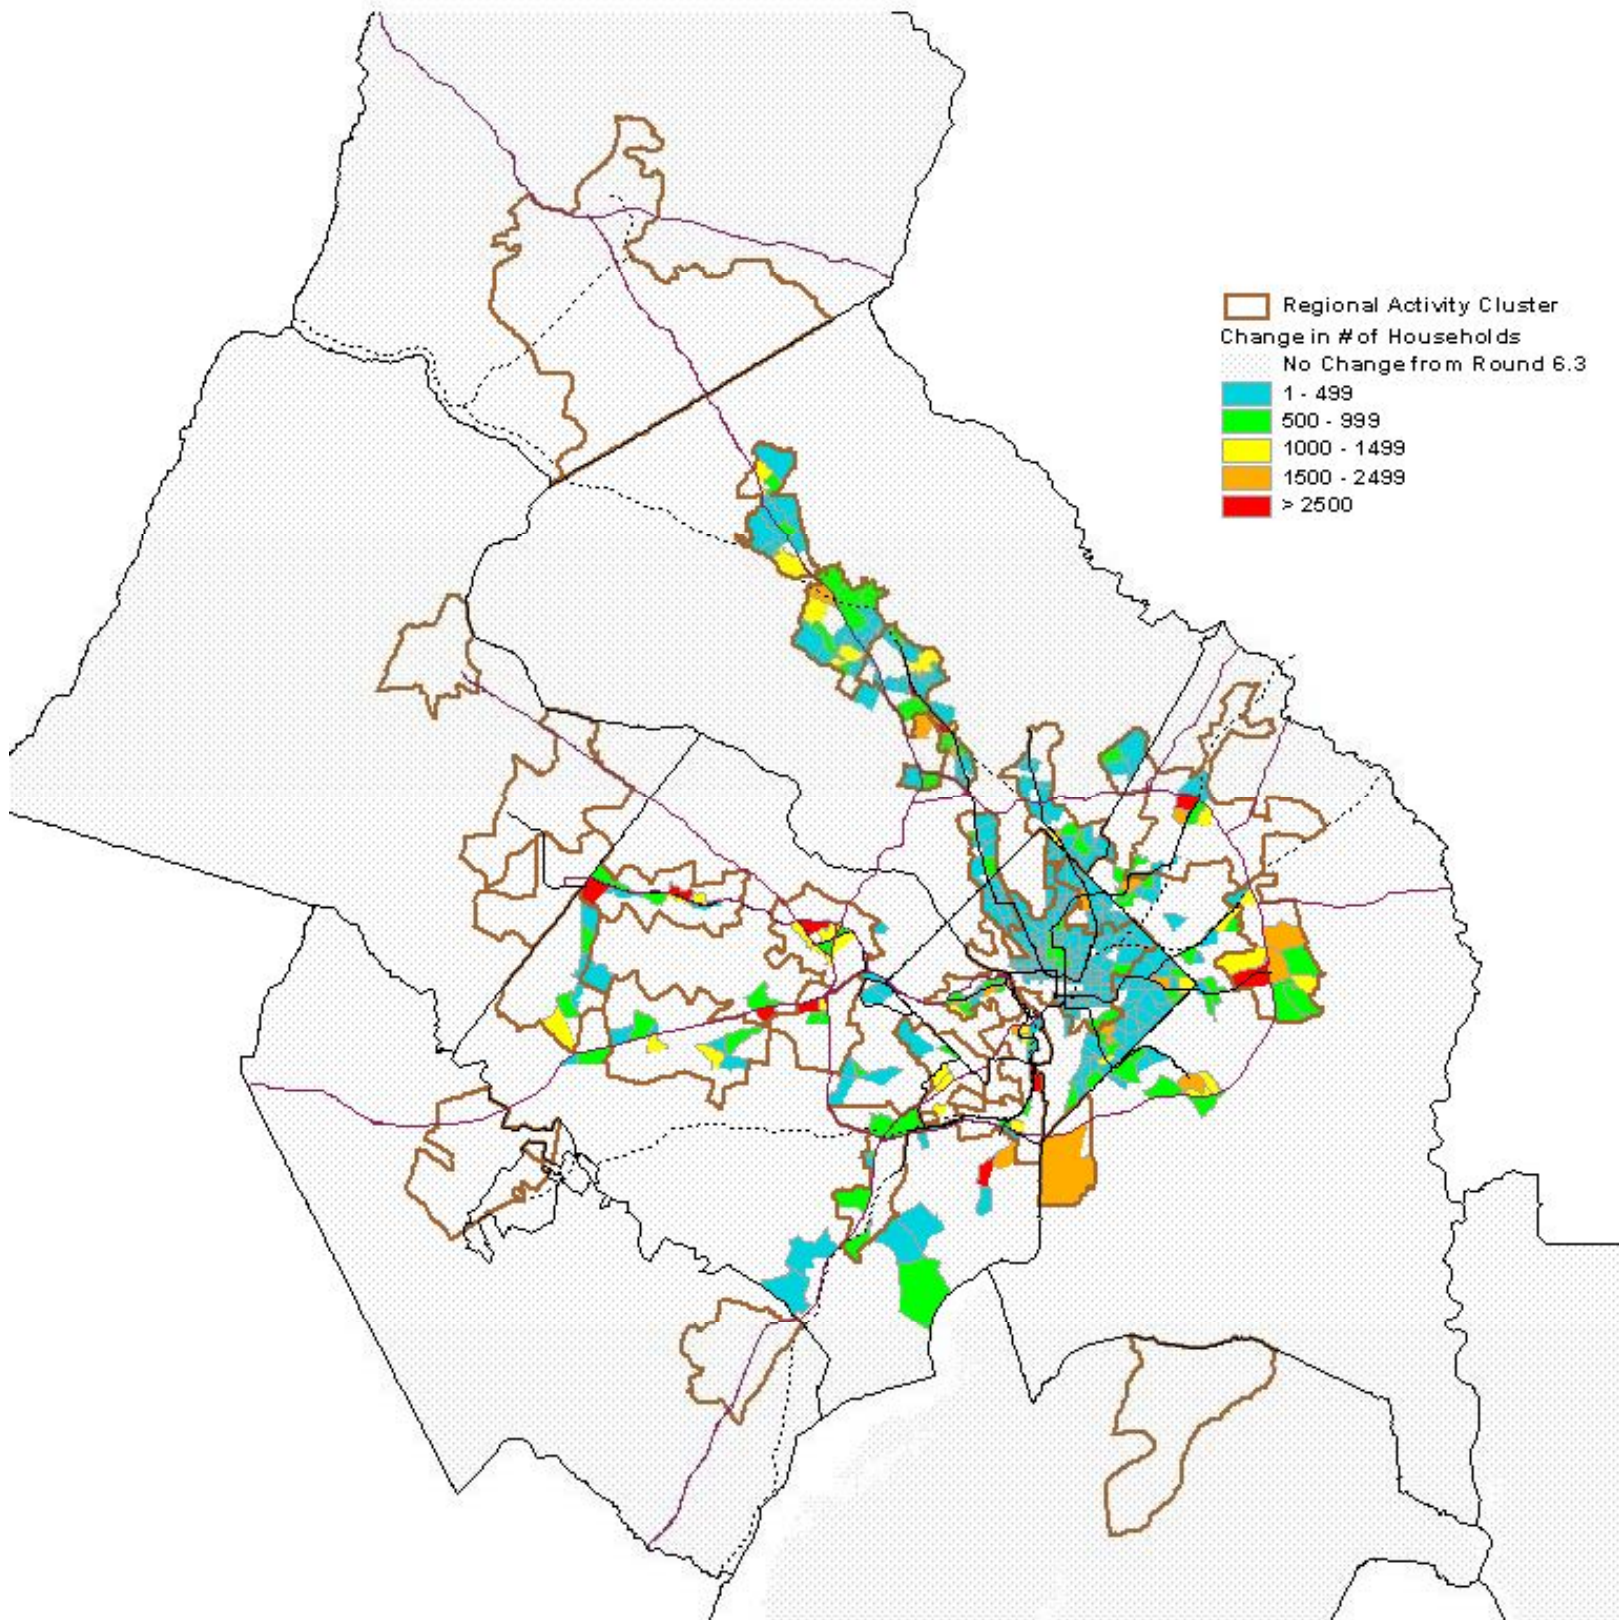 Regional Activity Cluster
Change in # of Households
No Change from Round 6.3
1 - 499
500 - 999
1000 - 1499
1500 - 2499
> 2500